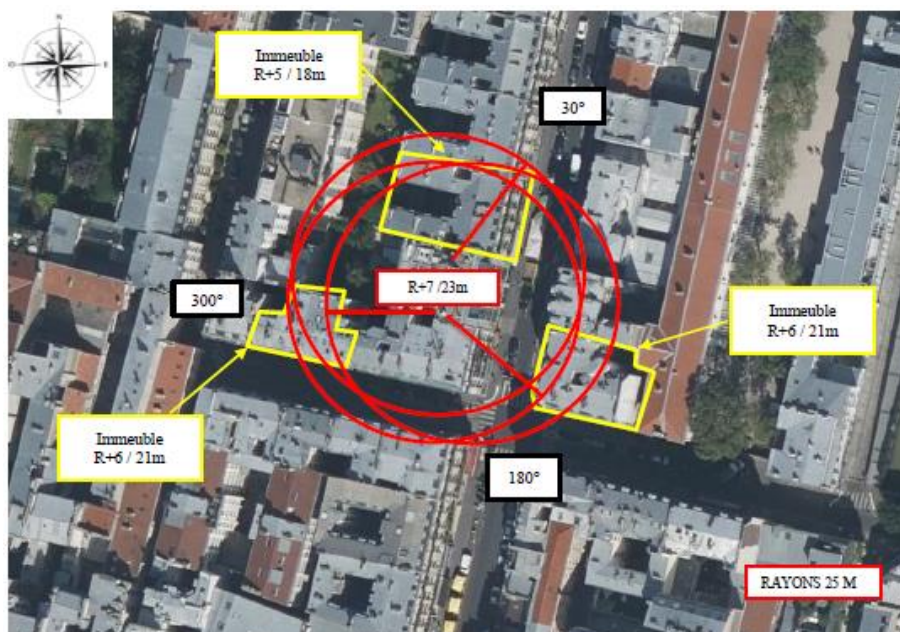 N
O
E
S
Immeuble
R+5 / 18m
30°
R+7 /23m
300°
Immeuble
R+6 / 21m
Immeuble
R+6 / 21m
180°
RAYONS 25 M